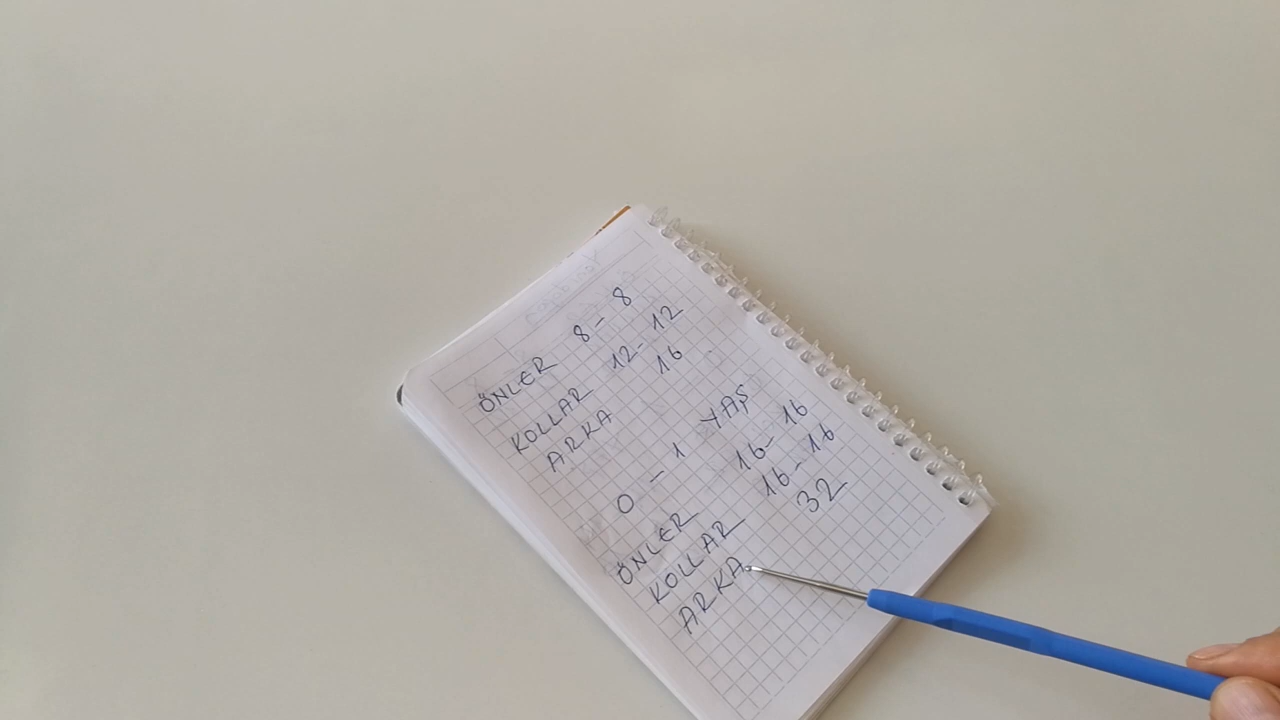 ÖNLER 8 - 8
KOLLAR 12 - 12
ARKA 16
0 - 1 YAŞ
ÖNLER 16 - 16
KOLLAR 16 - 16
ARKA 32